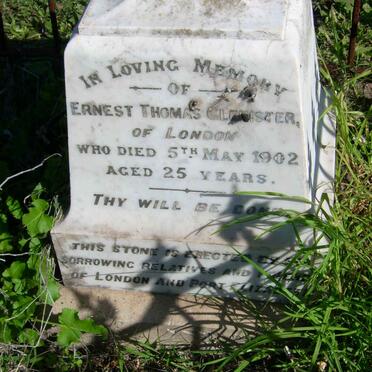 In Loving Memory
OF
Ernest Thomas
OF LONDON
WHO DIED 5TH MAY 1902
AGED 25 YEARS.
Thy will be
THIS STONE IS ERECTED
SORROWING RELATIVES AND
OF LONDON AND PORT